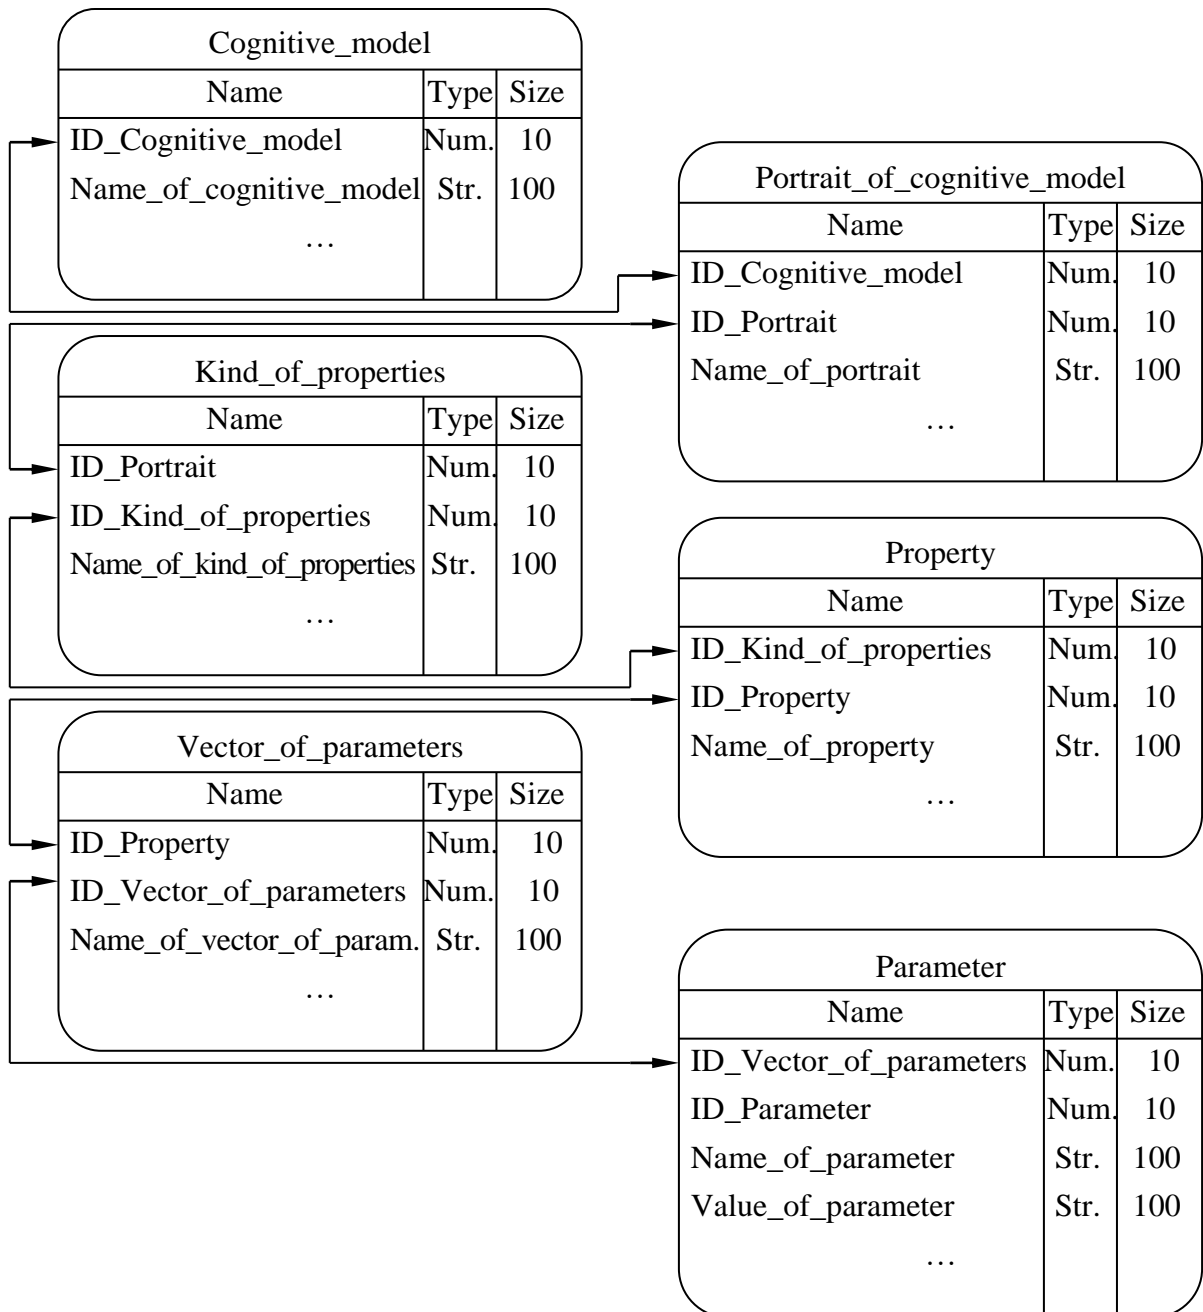 Cognitive_model
Name Type Size
ID_Cognitive_model Num. 10
Name_of_cognitive_model Str. 100
…
Portrait_of_cognitive_model
Name Type Size
ID_Cognitive_model Num. 10
ID_Portrait Num. 10
Name_of_portrait Str. 100
…
Kind_of_properties
Name Type Size
ID_Portrait Num. 10
ID_Kind_of_properties Num. 10
Name_of_kind_of_properties Str. 100
…
Property
Name Type Size
ID_Kind_of_properties Num. 10
ID_Property Num. 10
Name_of_property Str. 100
…
Vector_of_parameters
Name Type Size
ID_Property Num. 10
ID_Vector_of_parameters Num. 10
Name_of_vector_of_param. Str. 100
…
Parameter
Name Type Size
ID_Vector_of_parameters Num. 10
ID_Parameter Num. 10
Name_of_parameter Str. 100
Value_of_parameter Str. 100
…